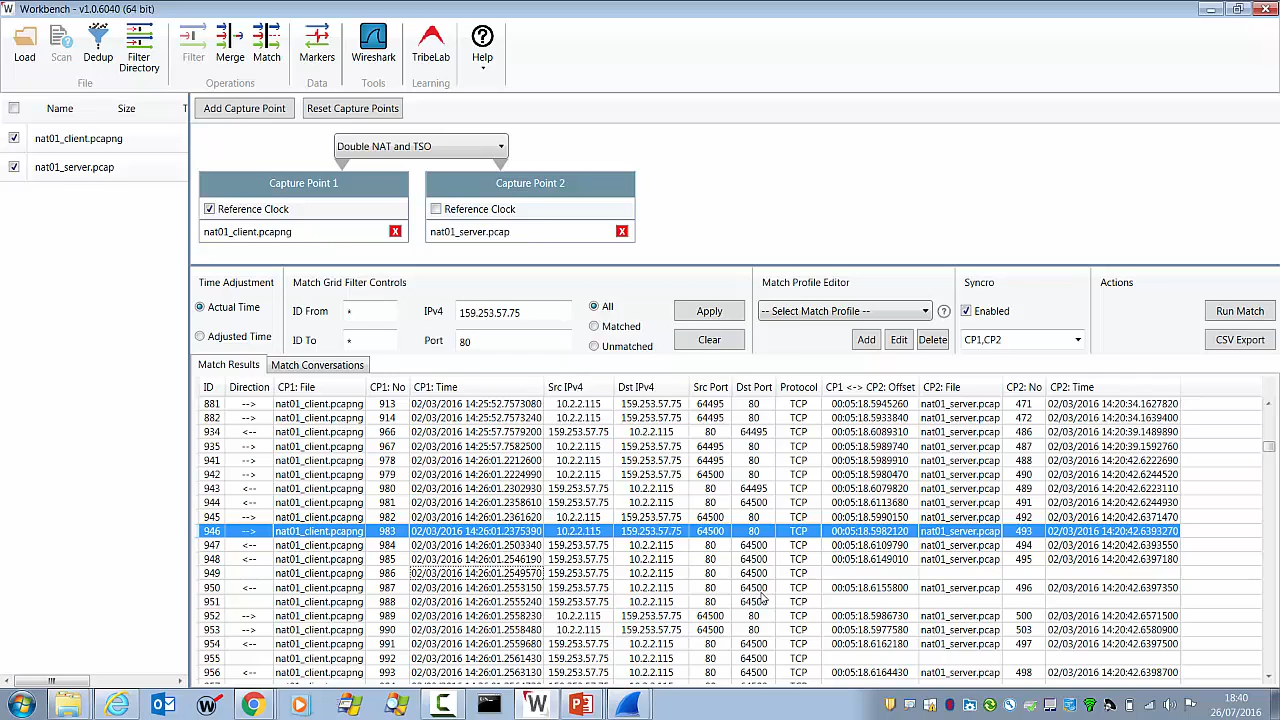 Workbench - v1.0.6040 (64 bit)
Load Scan Dedup Filter Directory Filter Merge Match Markers Wireshark TribeLab Help
File Operations Data Tools Learning
Name Size T
nat01_client.pcapng
nat01_server.pcap
Add Capture Point Reset Capture Points
Double NAT and TSO
Capture Point 1 Capture Point 2
Reference Clock Reference Clock
nat01_client.pcapng X nat01_server.pcap X
Time Adjustment Match Grid Filter Controls Match Profile Editor Syncro Actions
Actual Time ID From * IPv4 159.253.57.75 All Apply -- Select Match Profile -- ? Enabled Run Match
Matched
Adjusted Time ID To * Port 80 Unmatched Clear Add Edit Delete CP1,CP2 CSV Export
Match Results Match Conversations
ID Direction CP1: File CP1: No CP1: Time Src IPv4 Dst IPv4 Src Port Dst Port Protocol CP1 <-> CP2: Offset CP2: File CP2: No CP2: Time
881 --> nat01_client.pcapng 913 02/03/2016 14:25:52.7573080 10.2.2.115 159.253.57.75 64495 80 TCP 00:05:18.5945260 nat01_server.pcap 471 02/03/2016 14:20:34.1627820
882 --> nat01_client.pcapng 914 02/03/2016 14:25:52.7573240 10.2.2.115 159.253.57.75 64495 80 TCP 00:05:18.5933840 nat01_server.pcap 472 02/03/2016 14:20:34.1639400
934 <-- nat01_client.pcapng 966 02/03/2016 14:25:57.7579200 159.253.57.75 10.2.2.115 80 64495 TCP 00:05:18.6089310 nat01_server.pcap 486 02/03/2016 14:20:39.1489890
935 --> nat01_client.pcapng 967 02/03/2016 14:25:57.7582500 10.2.2.115 159.253.57.75 64495 80 TCP 00:05:18.5989740 nat01_server.pcap 487 02/03/2016 14:20:39.1592760
941 --> nat01_client.pcapng 978 02/03/2016 14:26:01.2212600 10.2.2.115 159.253.57.75 64495 80 TCP 00:05:18.5989910 nat01_server.pcap 488 02/03/2016 14:20:42.6222690
942 --> nat01_client.pcapng 979 02/03/2016 14:26:01.2224990 10.2.2.115 159.253.57.75 64500 80 TCP 00:05:18.5980470 nat01_server.pcap 490 02/03/2016 14:20:42.6244520
943 <-- nat01_client.pcapng 980 02/03/2016 14:26:01.2302930 159.253.57.75 10.2.2.115 80 64495 TCP 00:05:18.6079820 nat01_server.pcap 489 02/03/2016 14:20:42.6223110
944 <-- nat01_client.pcapng 981 02/03/2016 14:26:01.2358610 159.253.57.75 10.2.2.115 80 64500 TCP 00:05:18.6113680 nat01_server.pcap 491 02/03/2016 14:20:42.6244930
945 --> nat01_client.pcapng 982 02/03/2016 14:26:01.2361620 10.2.2.115 159.253.57.75 64500 80 TCP 00:05:18.5990150 nat01_server.pcap 492 02/03/2016 14:20:42.6371470
946 --> nat01_client.pcapng 983 02/03/2016 14:26:01.2375390 10.2.2.115 159.253.57.75 64500 80 TCP 00:05:18.5982120 nat01_server.pcap 493 02/03/2016 14:20:42.6393270
947 <-- nat01_client.pcapng 984 02/03/2016 14:26:01.2503340 159.253.57.75 10.2.2.115 80 64500 TCP 00:05:18.6109790 nat01_server.pcap 494 02/03/2016 14:20:42.6393550
948 <-- nat01_client.pcapng 985 02/03/2016 14:26:01.2546190 159.253.57.75 10.2.2.115 80 64500 TCP 00:05:18.6149010 nat01_server.pcap 495 02/03/2016 14:20:42.6397180
949 nat01_client.pcapng 986 02/03/2016 14:26:01.2549570 159.253.57.75 10.2.2.115 80 64500 TCP
950 <-- nat01_client.pcapng 987 02/03/2016 14:26:01.2553150 159.253.57.75 10.2.2.115 80 64500 TCP 00:05:18.6155800 nat01_server.pcap 496 02/03/2016 14:20:42.6397350
951 nat01_client.pcapng 988 02/03/2016 14:26:01.2555240 159.253.57.75 10.2.2.115 80 64500 TCP
952 --> nat01_client.pcapng 989 02/03/2016 14:26:01.2558230 10.2.2.115 159.253.57.75 64500 80 TCP 00:05:18.5986730 nat01_server.pcap 500 02/03/2016 14:20:42.6571500
953 --> nat01_client.pcapng 990 02/03/2016 14:26:01.2558480 10.2.2.115 159.253.57.75 64500 80 TCP 00:05:18.5977580 nat01_server.pcap 503 02/03/2016 14:20:42.6580900
954 <-- nat01_client.pcapng 991 02/03/2016 14:26:01.2559680 159.253.57.75 10.2.2.115 80 64500 TCP 00:05:18.6162180 nat01_server.pcap 497 02/03/2016 14:20:42.6397500
955 nat01_client.pcapng 992 02/03/2016 14:26:01.2561430 159.253.57.75 10.2.2.115 80 64500 TCP
956 <-- nat01_client.pcapng 993 02/03/2016 14:26:01.2563130 159.253.57.75 10.2.2.115 80 64500 TCP 00:05:18.6164430 nat01_server.pcap 498 02/03/2016 14:20:42.6398700
18:40
26/07/2016